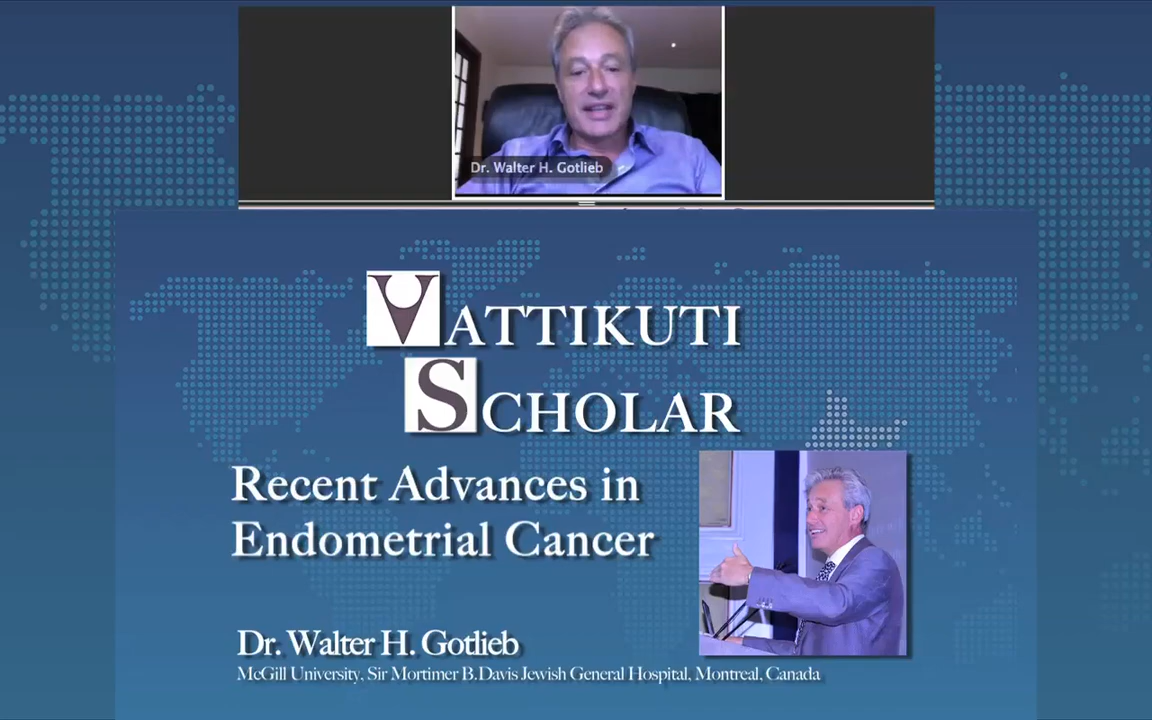 Dr. Walter H. Gotlieb
VATTIKUTI
SCHOLAR
Recent Advances in
Endometrial Cancer
Dr. Walter H. Gotlieb
McGill University, Sir Mortimer B.Davis Jewish General Hospital, Montreal, Canada